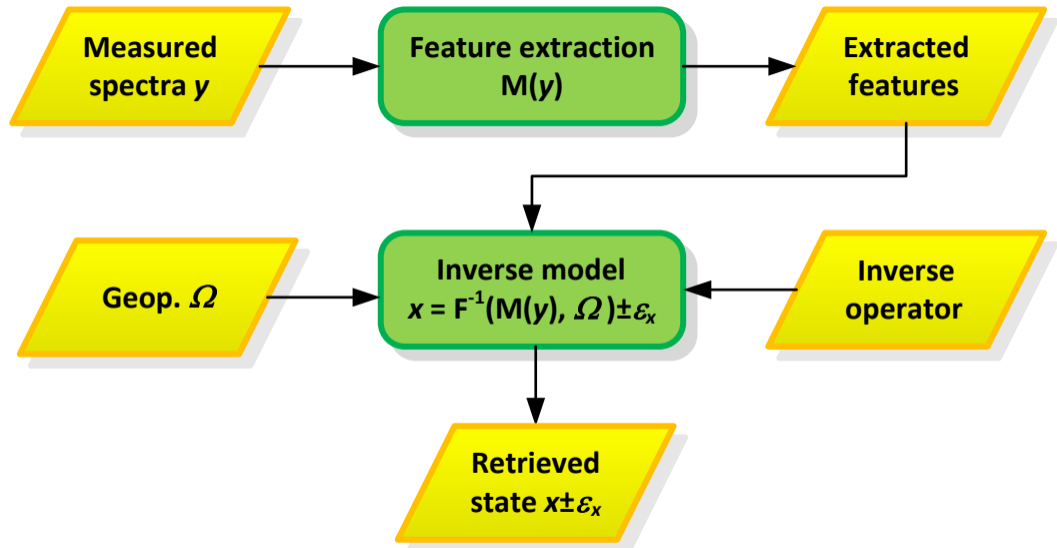 Measured
spectra y
Feature extraction
M(y)
Extracted
features
Geop. Ω
Inverse model
x = F⁻¹(M(y), Ω)±εₓ
Inverse
operator
Retrieved
state x±εₓ